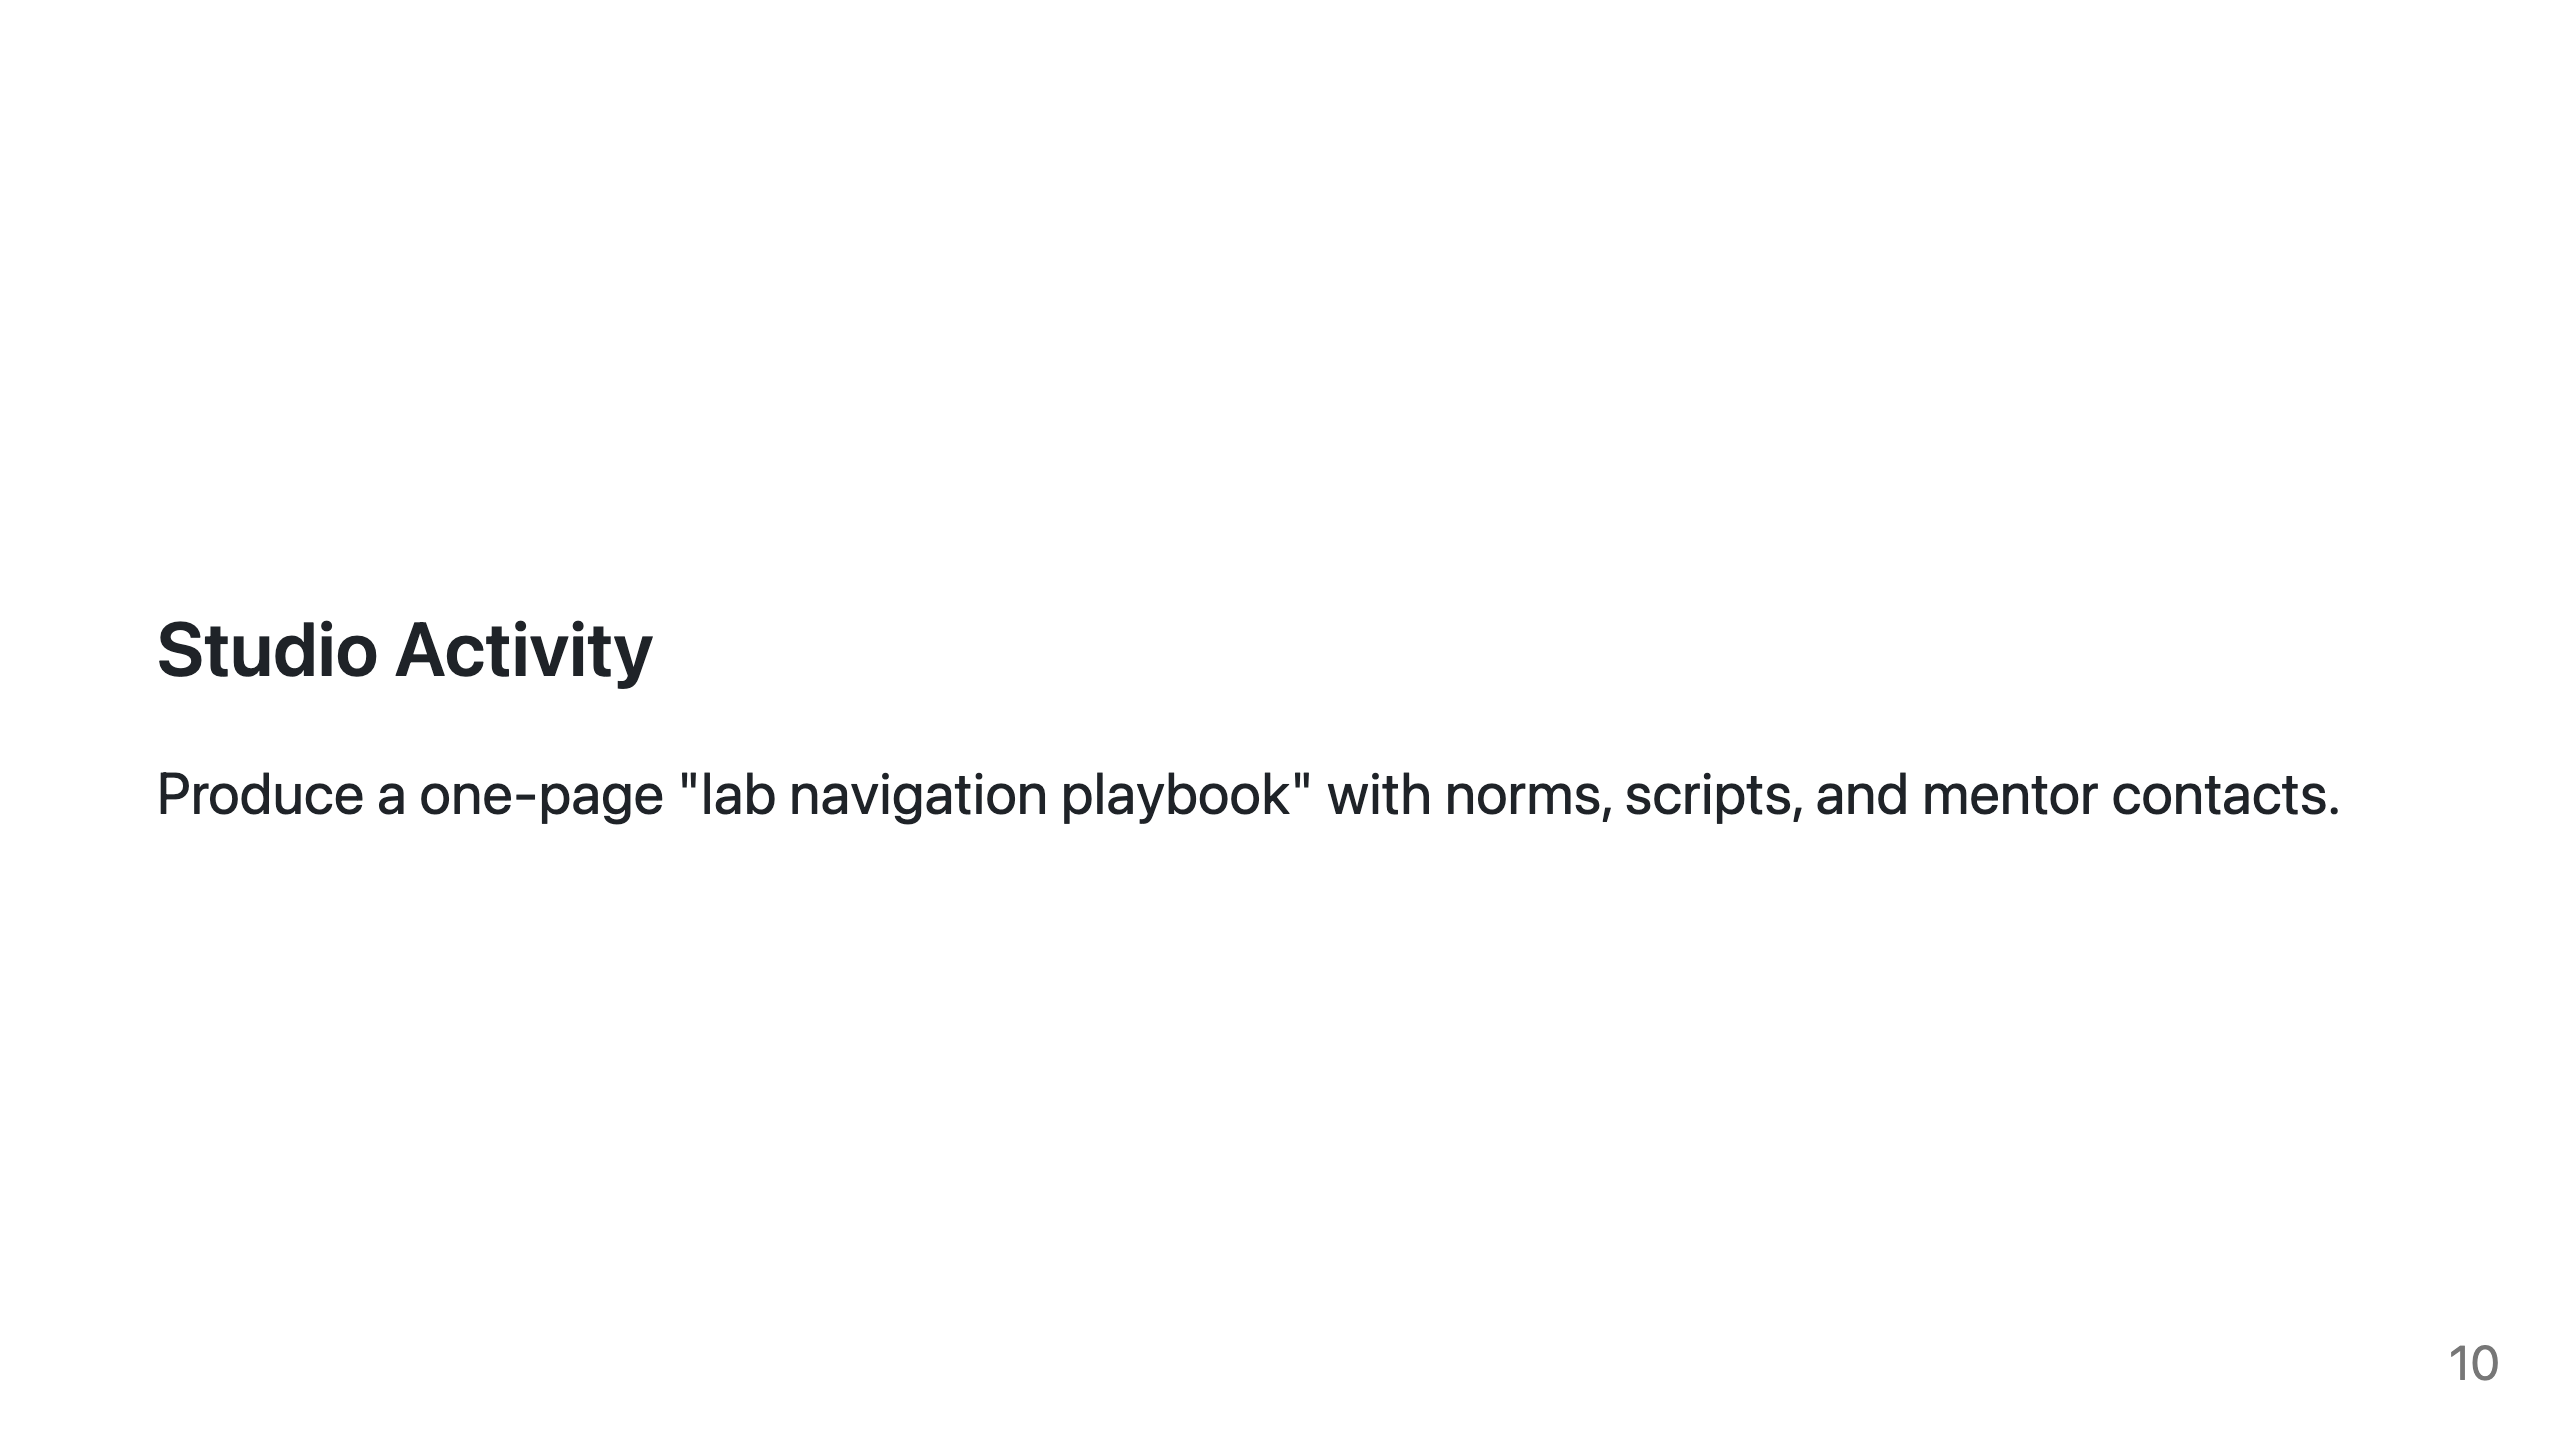 Studio Activity
Produce a one-page "lab navigation playbook" with norms, scripts, and mentor contacts.
10